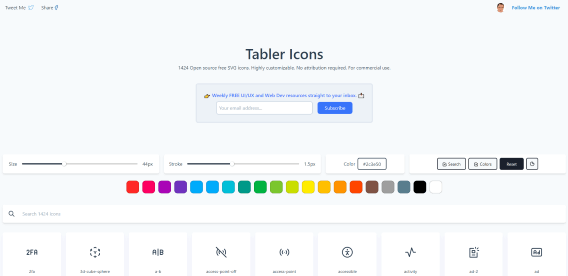 Tweet Me
Share
Follow Me on Twitter
Tabler Icons
1424 Open source free SVG icons. Highly customizable. No attribution required. For commercial use.
Weekly FREE UI/UX and Web Dev resources straight to your inbox.
Your email address...
Subscribe
Size
44px
Stroke
1.5px
Color
#2c3e50
Search
Colors
Reset
Search 1424 icons
2FA
A|B
Ad
2fa
3d-cube-sphere
a-b
access-point-off
access-point
accessible
activity
ad-2
ad